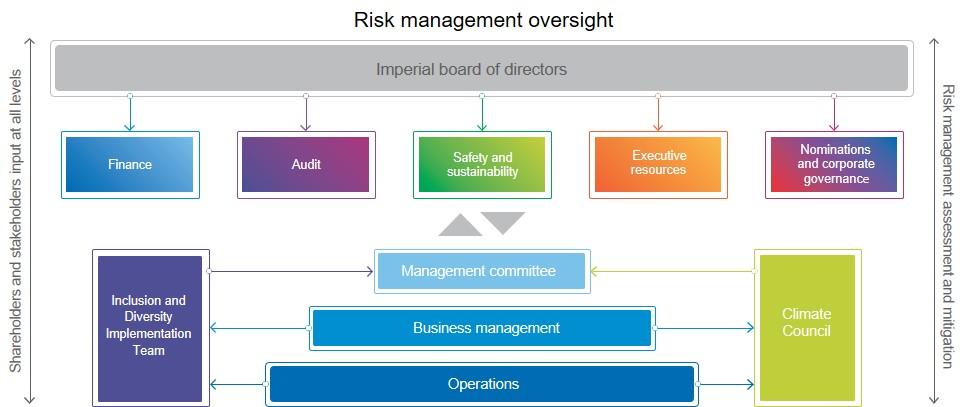 Risk management oversight
Shareholders and stakeholders input at all levels
Imperial board of directors
Risk management assessment and mitigation
Finance
Audit
Safety and
sustainability
Executive
resources
Nominations
and corporate
governance
Inclusion and
Diversity
Implementation
Team
Management committee
Business management
Operations
Climate
Council